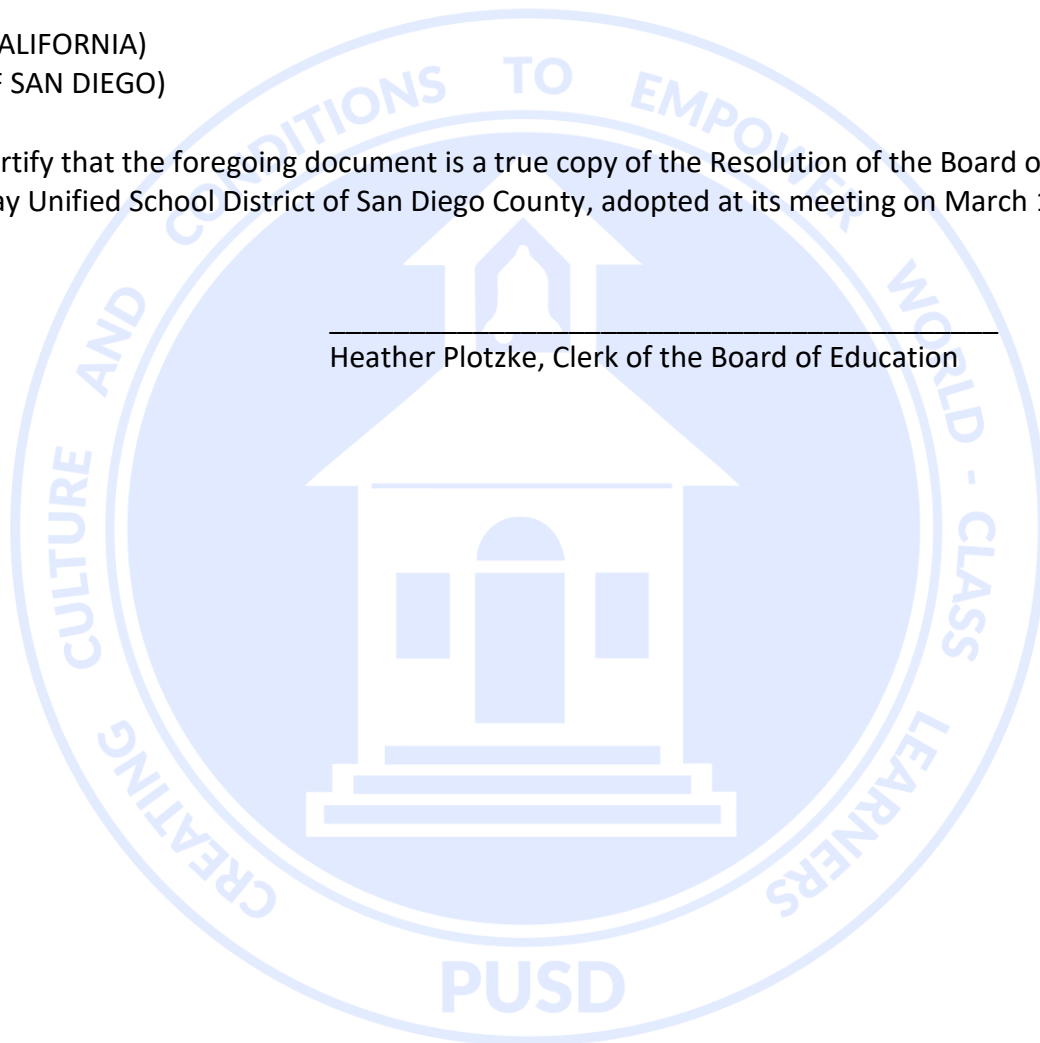 ALIFORNIA)
F SAN DIEGO)
rtify that the foregoing document is a true copy of the Resolution of the Board o
ay Unified School District of San Diego County, adopted at its meeting on March 1
Heather Plotzke, Clerk of the Board of Education
CREATING CULTURE AND CONDITIONS TO EMPOWER WORLD - CLASS LEARNERS
PUSD